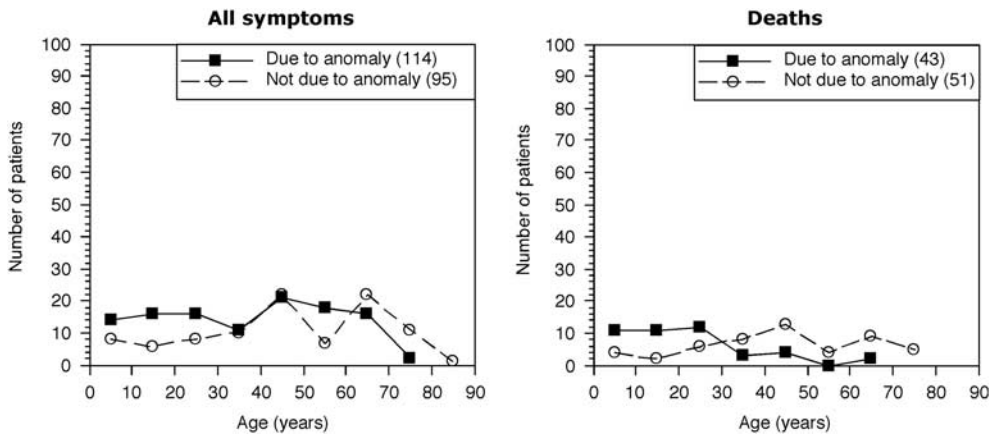 All symptoms
100
90
80
70
60
50
40
30
20
10
0
Number of patients
Due to anomaly (114)
Not due to anomaly (95)
0 10 20 30 40 50 60 70 80 90
Age (years)
Deaths
100
90
80
70
60
50
40
30
20
10
0
Number of patients
Due to anomaly (43)
Not due to anomaly (51)
0 10 20 30 40 50 60 70 80 90
Age (years)